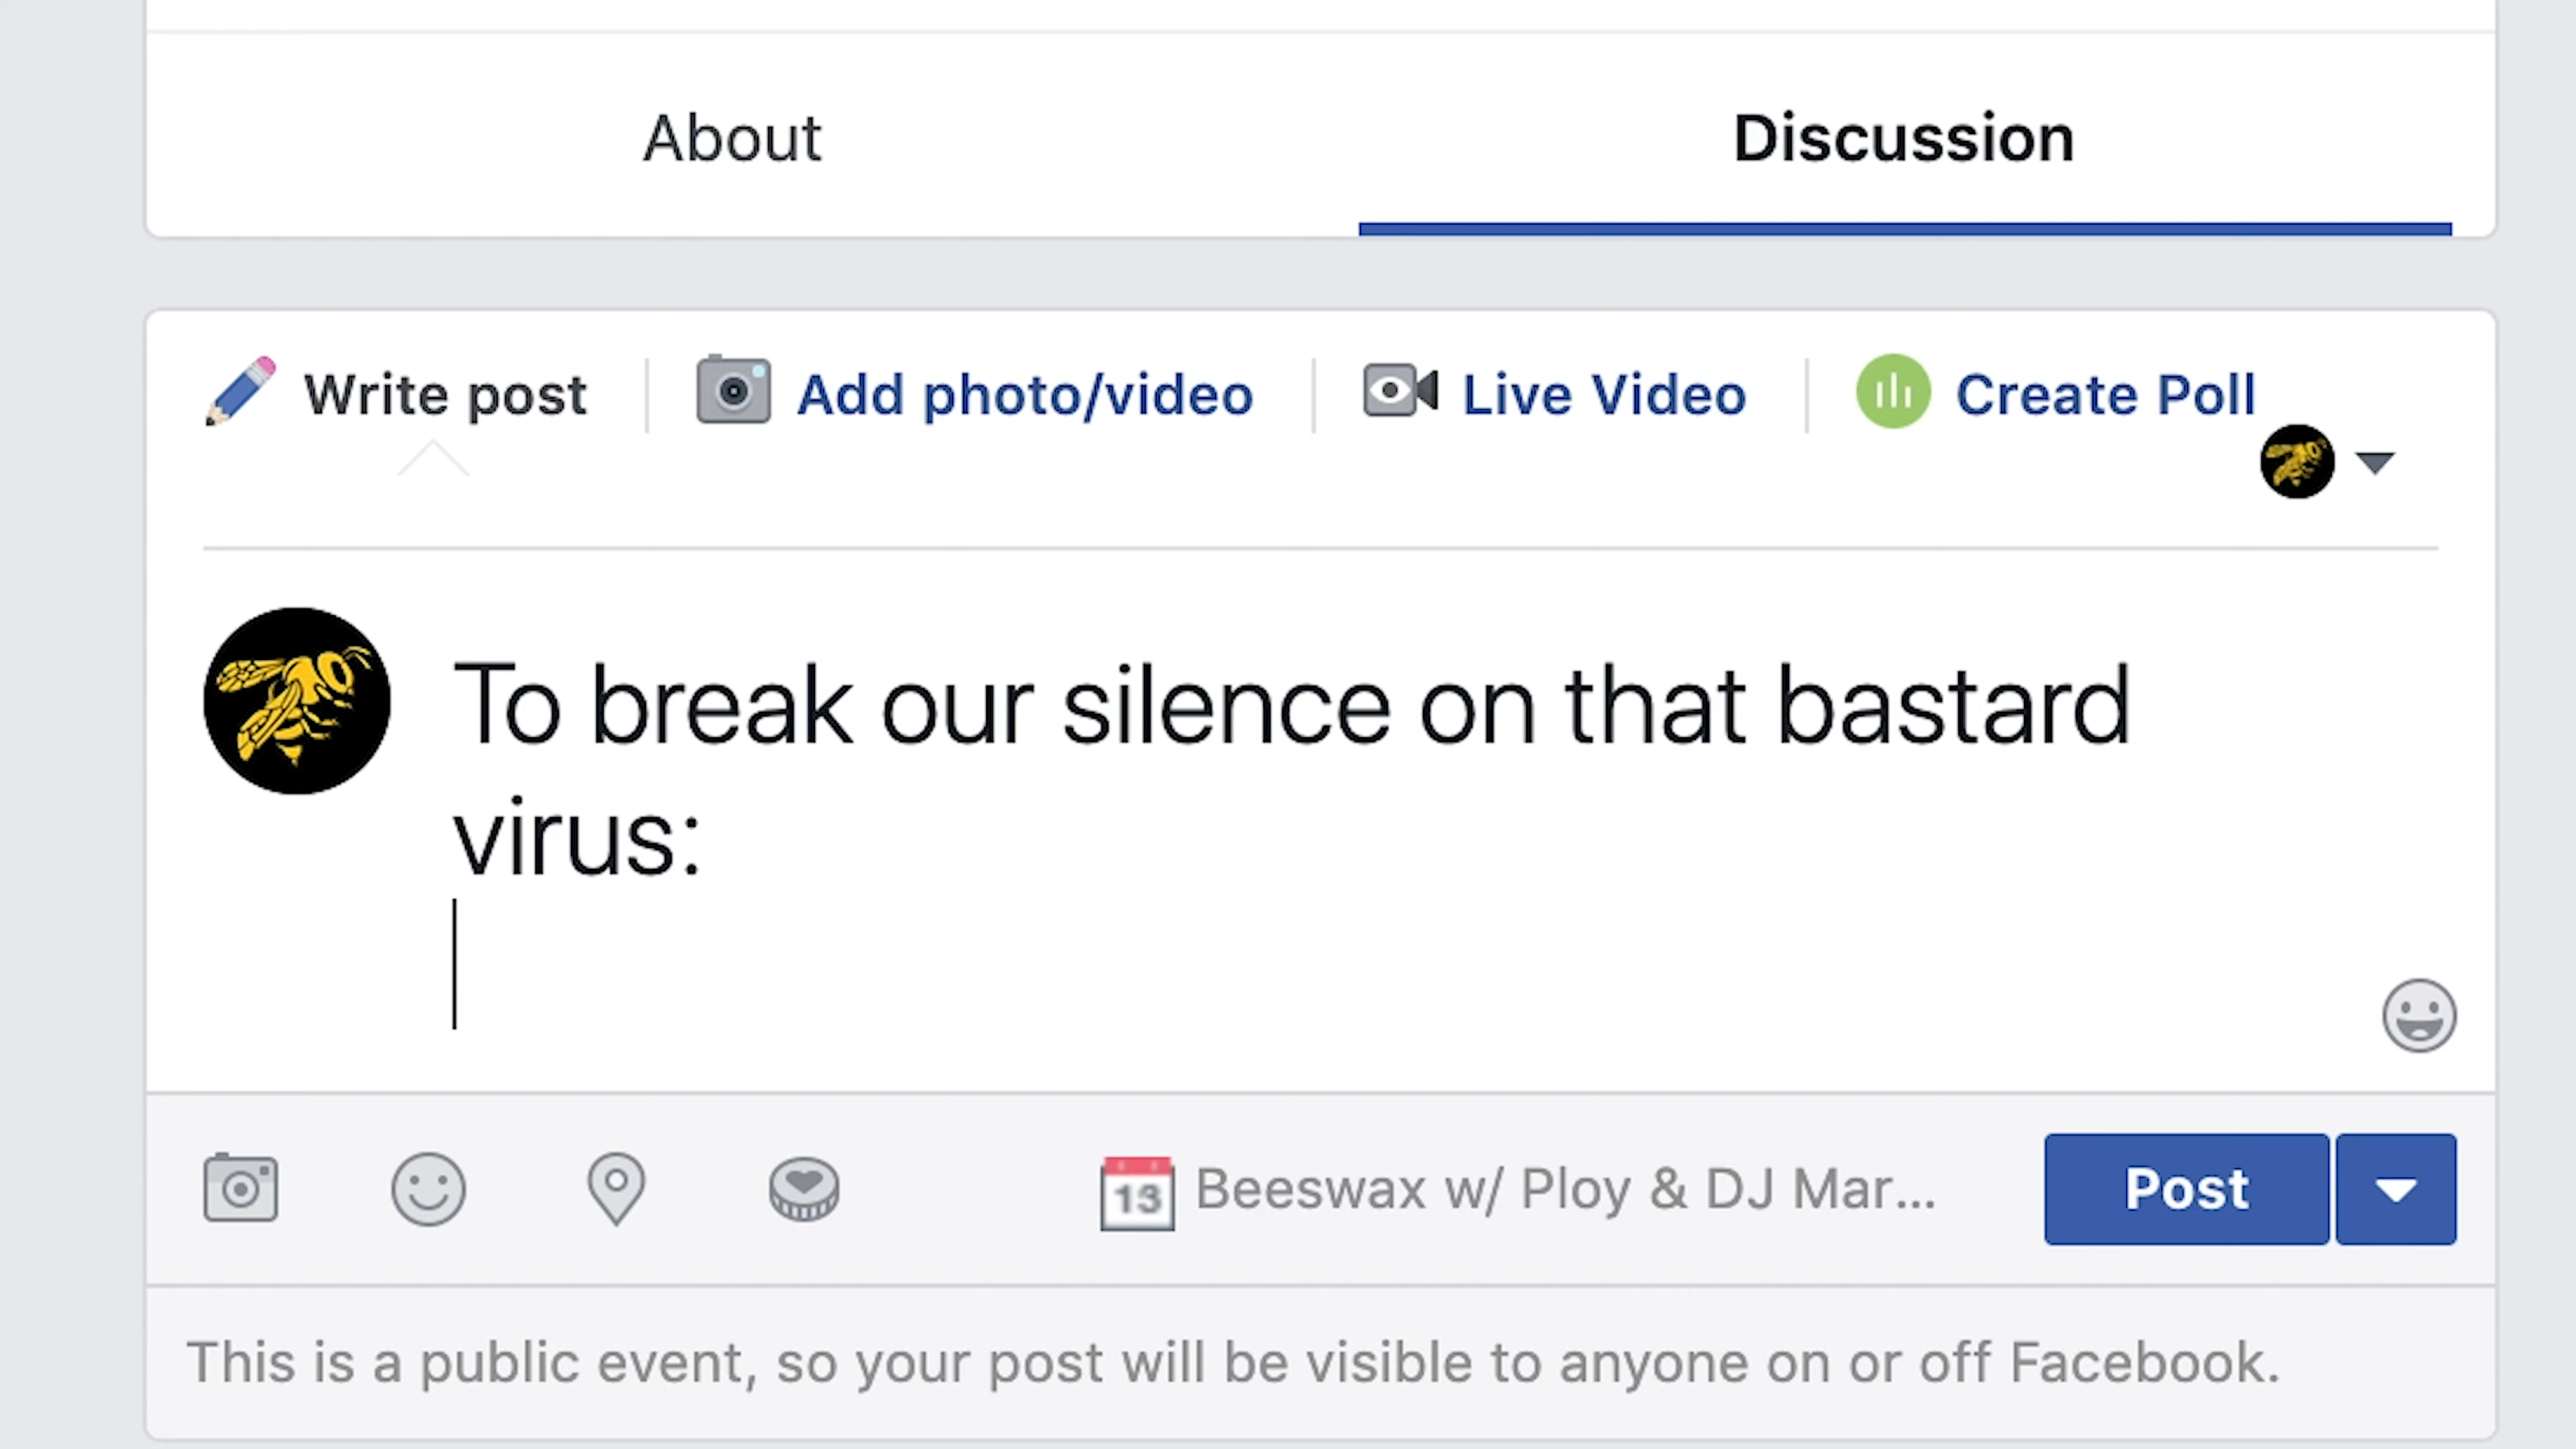 About
Discussion
Write post
Add photo/video
Live Video
Create Poll
To break our silence on that bastard
virus:
13
Beeswax w/ Ploy & DJ Mar...
Post
This is a public event, so your post will be visible to anyone on or off Facebook.